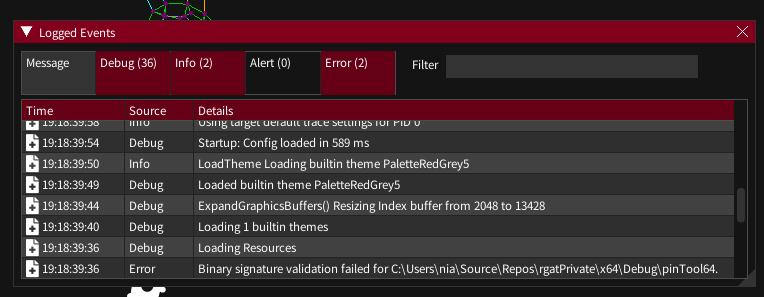 Logged Events
Message Debug (36) Info (2) Alert (0) Error (2) Filter
Time Source Details
19:18:39:58 Info Using target default trace settings for PID 0
19:18:39:54 Debug Startup: Config loaded in 589 ms
19:18:39:50 Info LoadTheme Loading builtin theme PaletteRedGrey5
19:18:39:49 Debug Loaded builtin theme PaletteRedGrey5
19:18:39:44 Debug ExpandGraphicsBuffers() Resizing Index buffer from 2048 to 13428
19:18:39:40 Debug Loading 1 builtin themes
19:18:39:36 Debug Loading Resources
19:18:39:36 Error Binary signature validation failed for C:\Users\nia\Source\Repos\rgatPrivate\x64\Debug\pinTool64.